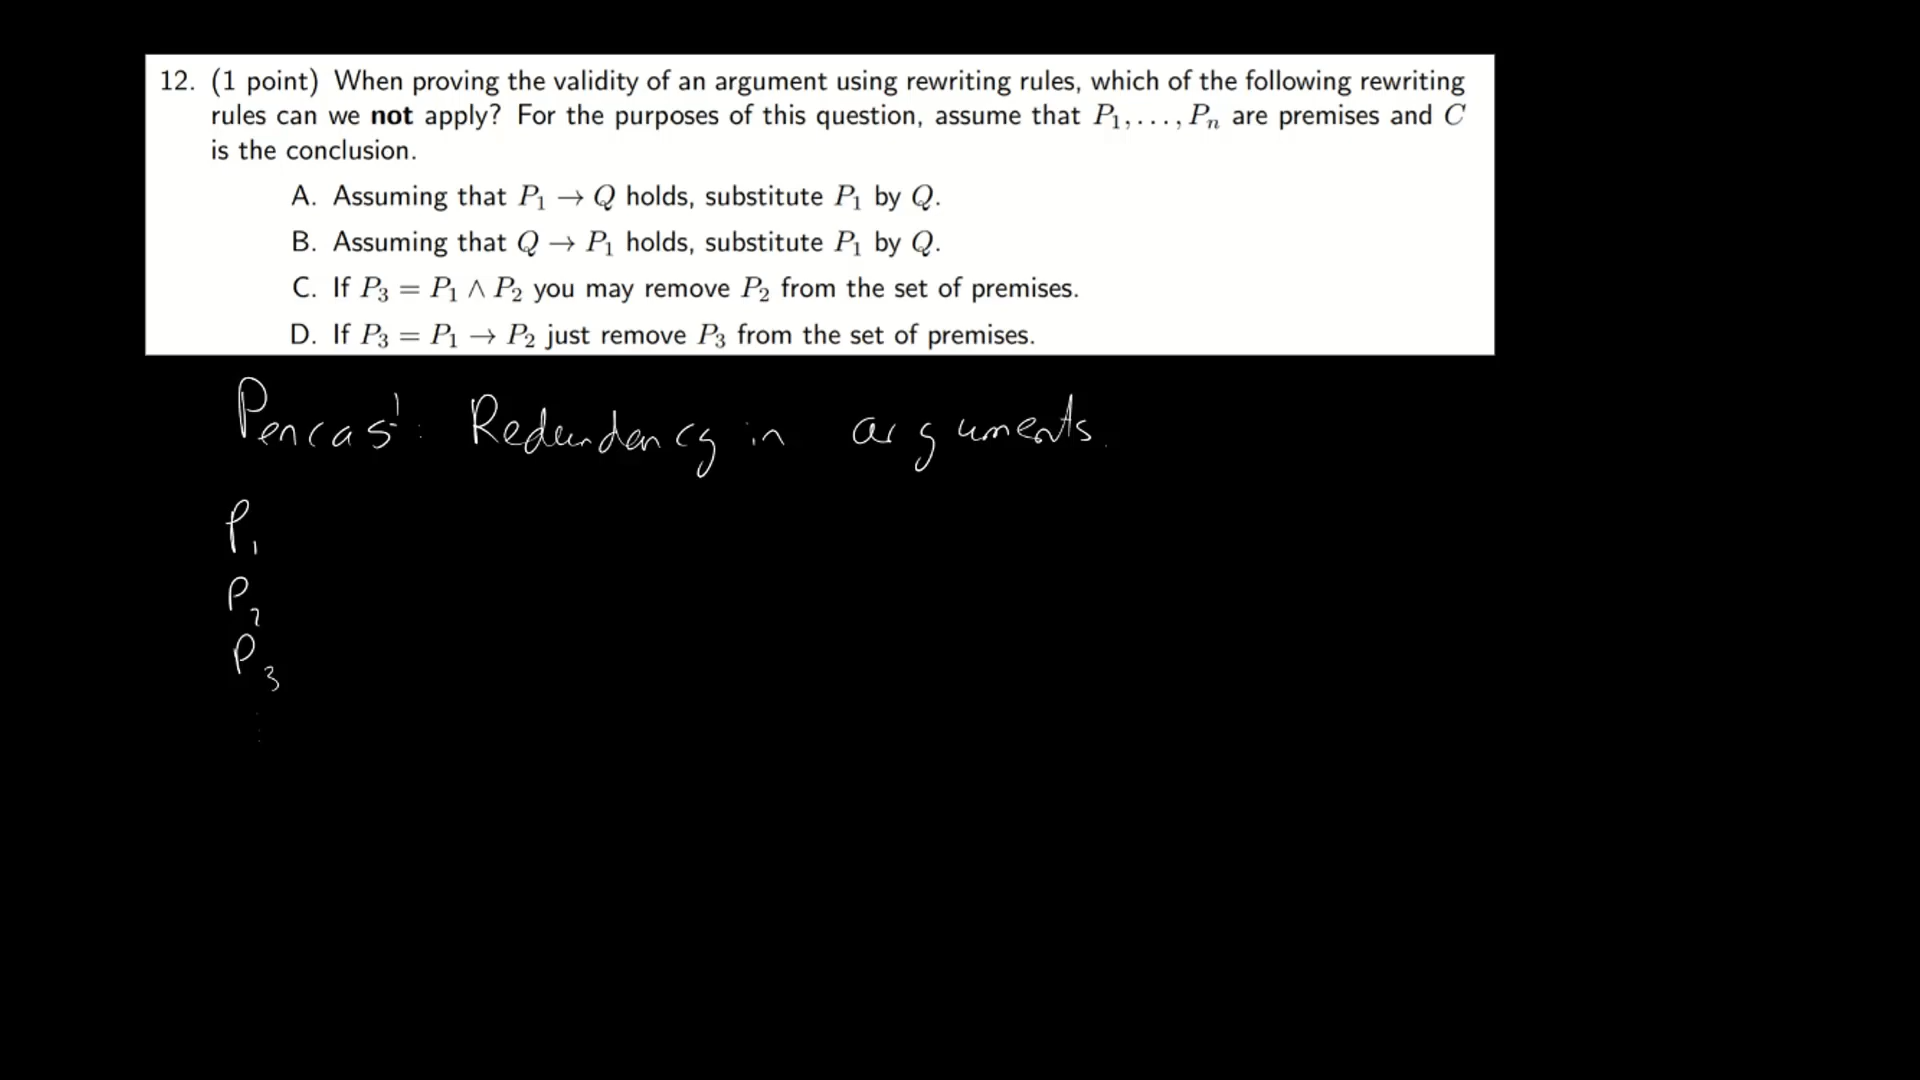 12. (1 point) When proving the validity of an argument using rewriting rules, which of the following rewriting
rules can we not apply? For the purposes of this question, assume that P₁, . . . , Pₙ are premises and C
is the conclusion.
A. Assuming that P₁ → Q holds, substitute P₁ by Q.
B. Assuming that Q → P₁ holds, substitute P₁ by Q.
C. If P₃ = P₁ ∧ P₂ you may remove P₂ from the set of premises.
D. If P₃ = P₁ → P₂ just remove P₃ from the set of premises.
Pencast: Redundancy in arguments.
P₁
P₂
P₃
⋮